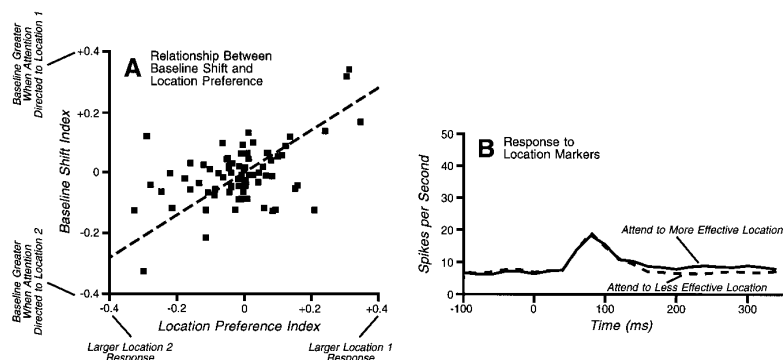 Baseline Greater
When Attention
Directed to Location 1
Baseline Shift Index
Baseline Greater
When Attention
Directed to Location 2
+0.4
+0.2
0
-0.2
-0.4
A
Relationship Between
Baseline Shift and
Location Preference
-0.4
-0.2
0
+0.2
+0.4
Location Preference Index
Larger Location 2
Response
Larger Location 1
Response
Spikes per Second
50
40
30
20
10
0
B
Response to
Location Markers
Attend to More Effective Location
Attend to Less Effective Location
-100
0
100
200
300
Time (ms)